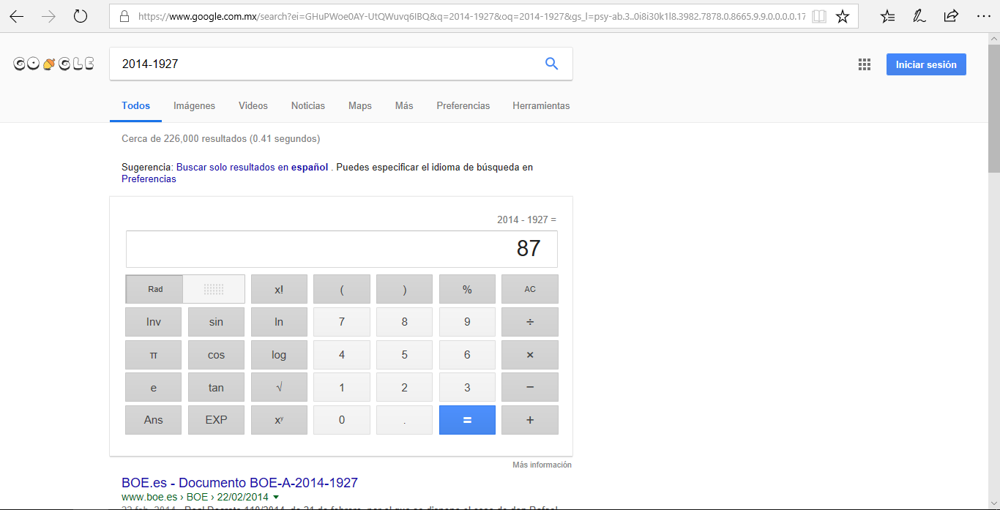 https://www.google.com.mx/search?ei=GHuPWoe0AY-UtQWuvq6IBQ&q=2014-1927&oq=2014-1927&gs_l=psy-ab.3..0i8i30k1l8.3982.7878.0.8665.9.9.0.0.0.0.17
GOOGLE
2014-1927
Iniciar sesión
Todos Imágenes Videos Noticias Maps Más Preferencias Herramientas
Cerca de 226,000 resultados (0.41 segundos)
Sugerencia: Buscar solo resultados en español . Puedes especificar el idioma de búsqueda en
Preferencias
2014 - 1927 =
87
Rad x! ( ) % AC
Inv sin ln 7 8 9 ÷
π cos log 4 5 6 ×
e tan √ 1 2 3 −
Ans EXP xʸ 0 . = +
Más información
BOE.es - Documento BOE-A-2014-1927
www.boe.es › BOE › 22/02/2014